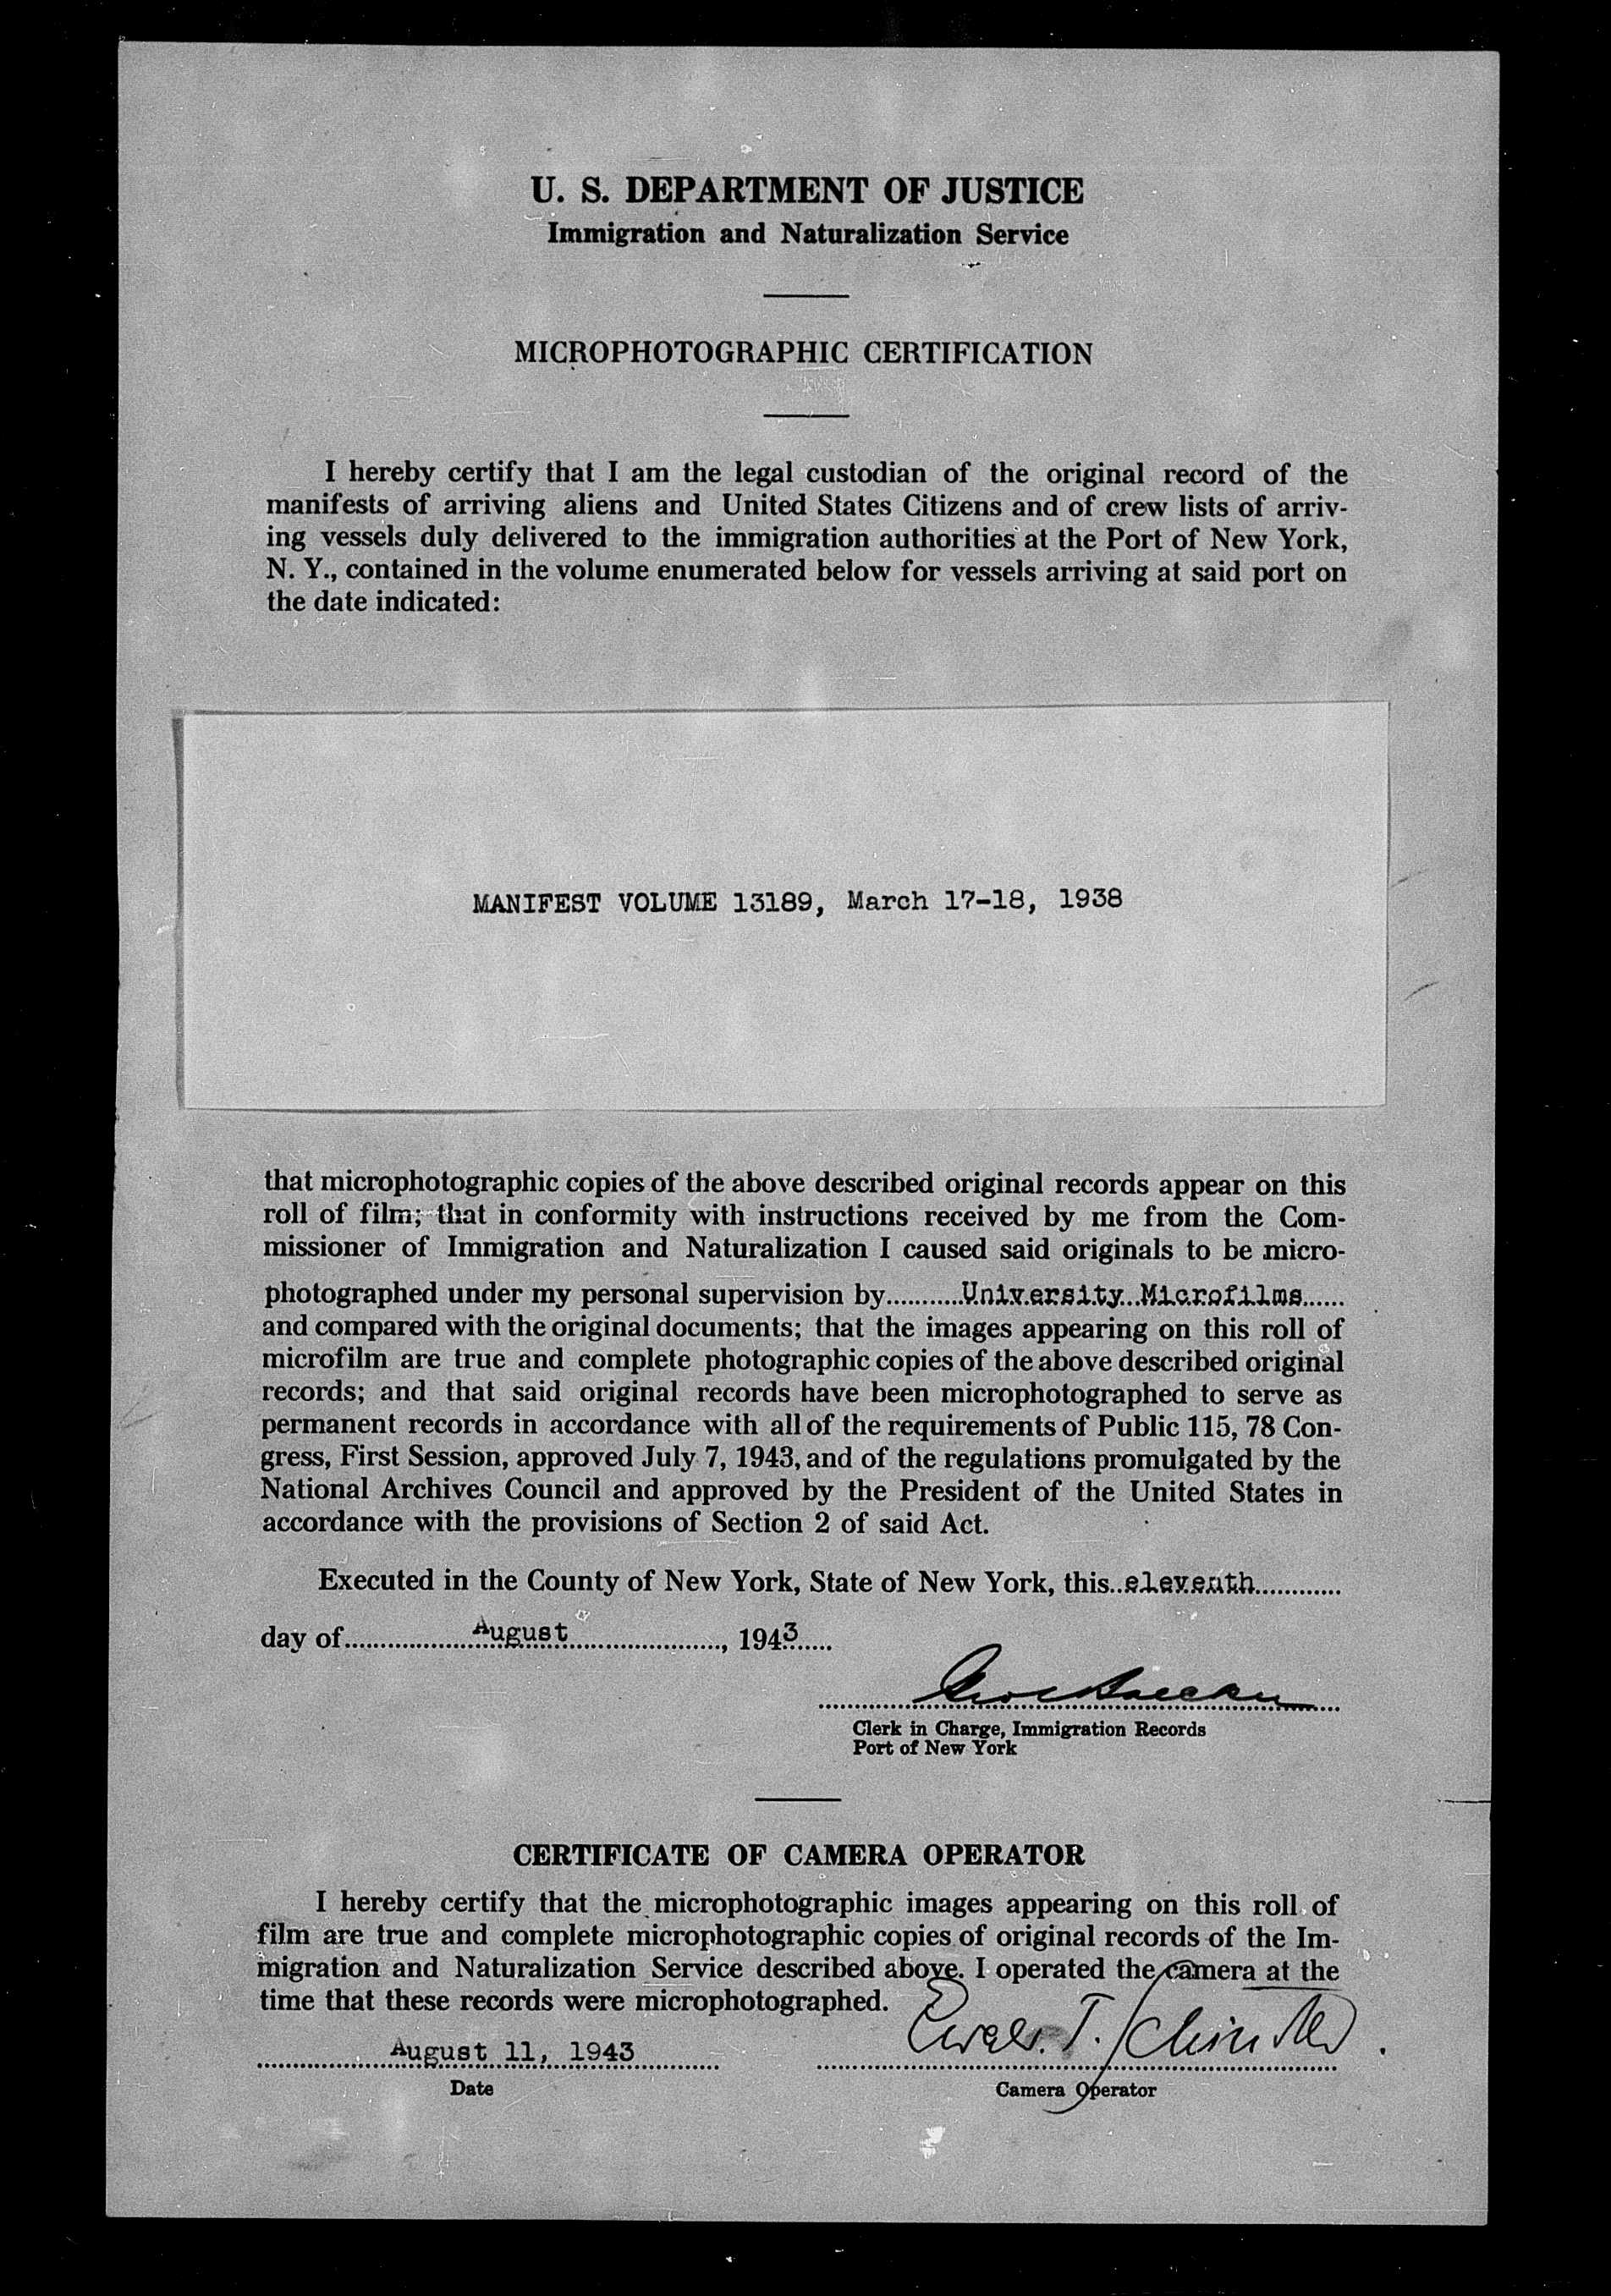 U. S. DEPARTMENT OF JUSTICE
Immigration and Naturalization Service
MICROPHOTOGRAPHIC CERTIFICATION
I hereby certify that I am the legal custodian of the original record of the
manifests of arriving aliens and United States Citizens and of crew lists of arriv-
ing vessels duly delivered to the immigration authorities at the Port of New York,
N. Y., contained in the volume enumerated below for vessels arriving at said port on
the date indicated:
MANIFEST VOLUME 13189, March 17-18, 1938
that microphotographic copies of the above described original records appear on this
roll of film; that in conformity with instructions received by me from the Com-
missioner of Immigration and Naturalization I caused said originals to be micro-
photographed under my personal supervision by University Microfilms
and compared with the original documents; that the images appearing on this roll of
microfilm are true and complete photographic copies of the above described original
records; and that said original records have been microphotographed to serve as
permanent records in accordance with all of the requirements of Public 115, 78 Con-
gress, First Session, approved July 7, 1943, and of the regulations promulgated by the
National Archives Council and approved by the President of the United States in
accordance with the provisions of Section 2 of said Act.
Executed in the County of New York, State of New York, this eleventh
day of August, 1943
Clerk in Charge, Immigration Records
Port of New York
CERTIFICATE OF CAMERA OPERATOR
I hereby certify that the microphotographic images appearing on this roll of
film are true and complete microphotographic copies of original records of the Im-
migration and Naturalization Service described above. I operated the camera at the
time that these records were microphotographed.
August 11, 1943
T.
Date
Camera Operator